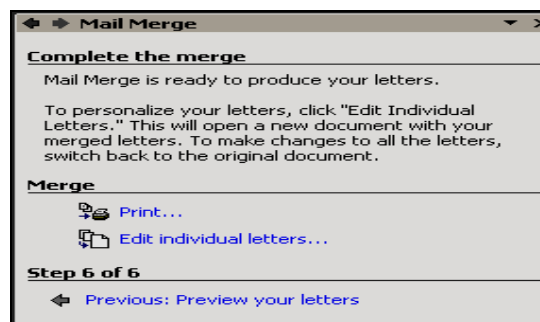 Mail Merge
Complete the merge
Mail Merge is ready to produce your letters.
To personalize your letters, click "Edit Individual
Letters." This will open a new document with your
merged letters. To make changes to all the letters,
switch back to the original document.
Merge
Print...
Edit individual letters...
Step 6 of 6
Previous: Preview your letters